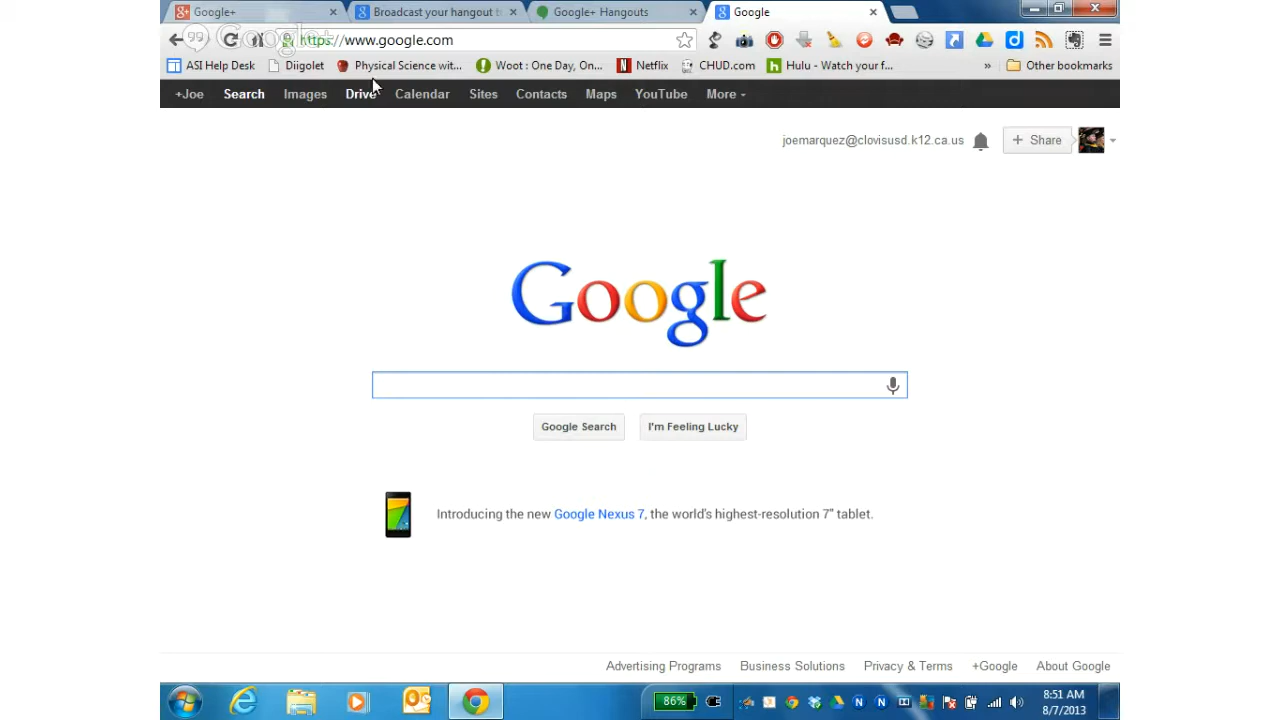 Google+ Broadcast your hangout t Google+ Hangouts Google
https://www.google.com
ASI Help Desk Diigolet Physical Science wit... Woot : One Day, On... Netflix CHUD.com Hulu - Watch your f... » Other bookmarks
+Joe Search Images Drive Calendar Sites Contacts Maps YouTube More
joemarquez@clovisusd.k12.ca.us + Share
Google
Google Search I'm Feeling Lucky
Introducing the new Google Nexus 7, the world's highest-resolution 7" tablet.
Advertising Programs Business Solutions Privacy & Terms +Google About Google
86% 8:51 AM
8/7/2013